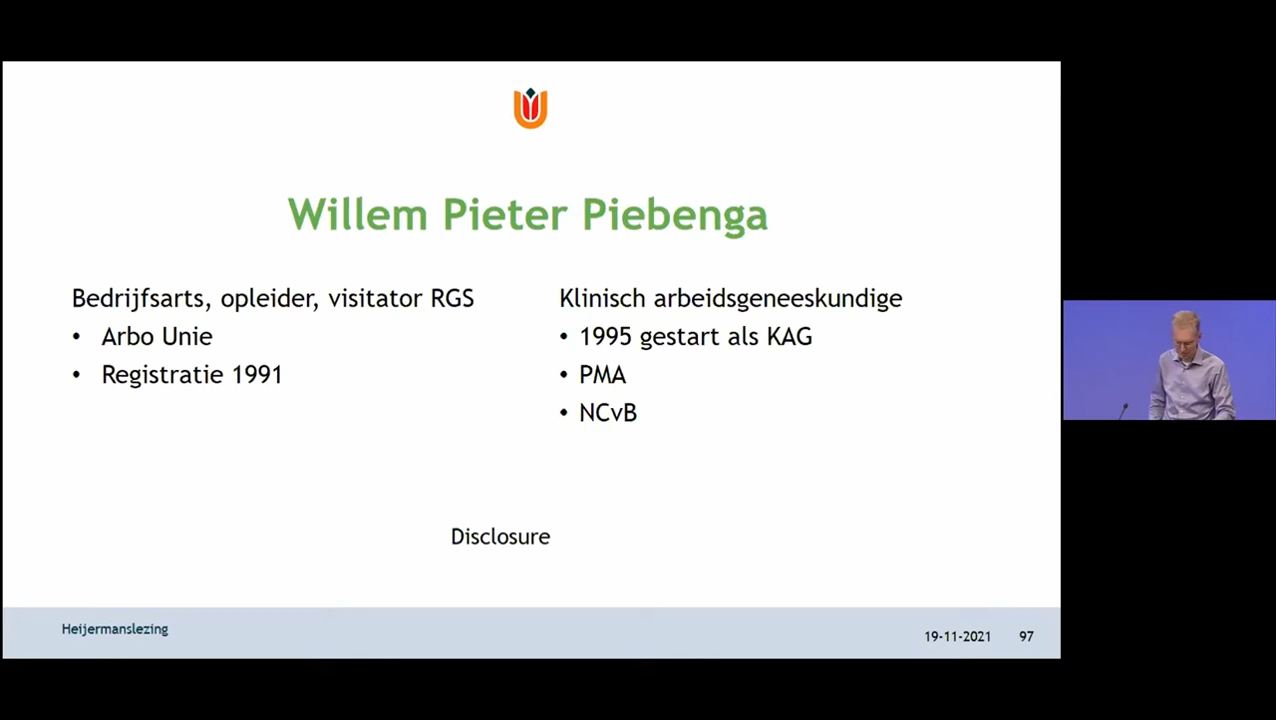 Willem Pieter Piebenga
Bedrijfsarts, opleider, visitator RGS
• Arbo Unie
• Registratie 1991
Klinisch arbeidsgeneeskundige
• 1995 gestart als KAG
• PMA
• NCvB
Disclosure
Heijermanslezing
19-11-2021 97